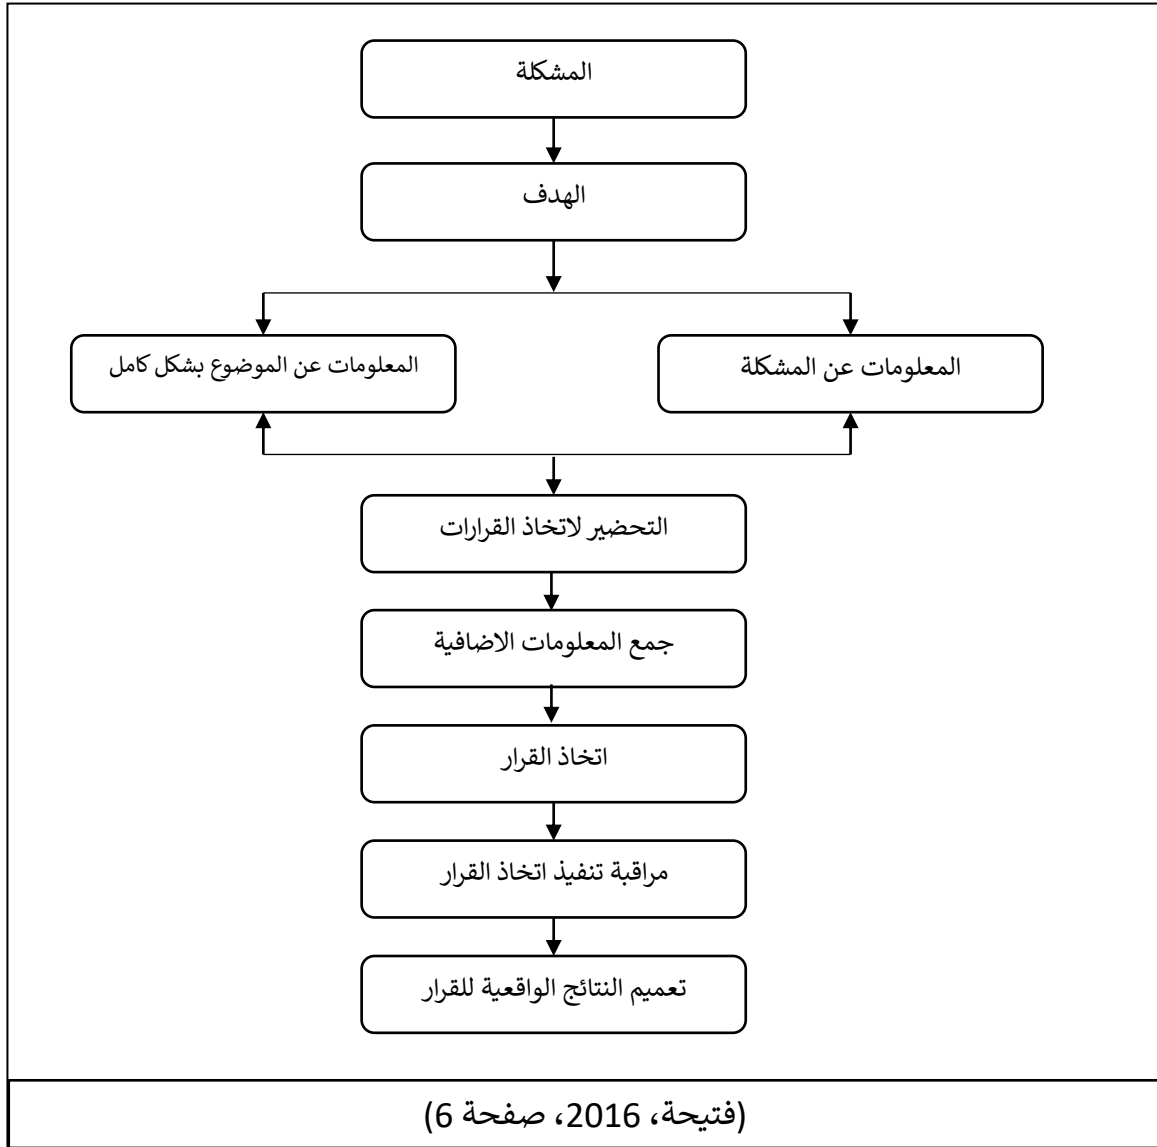 المشكلة
الهدف
المعلومات عن المشكلة
المعلومات عن الموضوع بشكل كامل
التحضير لاتخاذ القرارات
جمع المعلومات الاضافية
اتخاذ القرار
مراقبة تنفيذ اتخاذ القرار
تعميم النتائج الواقعية للقرار
(فتيحة، 2016، صفحة 6)